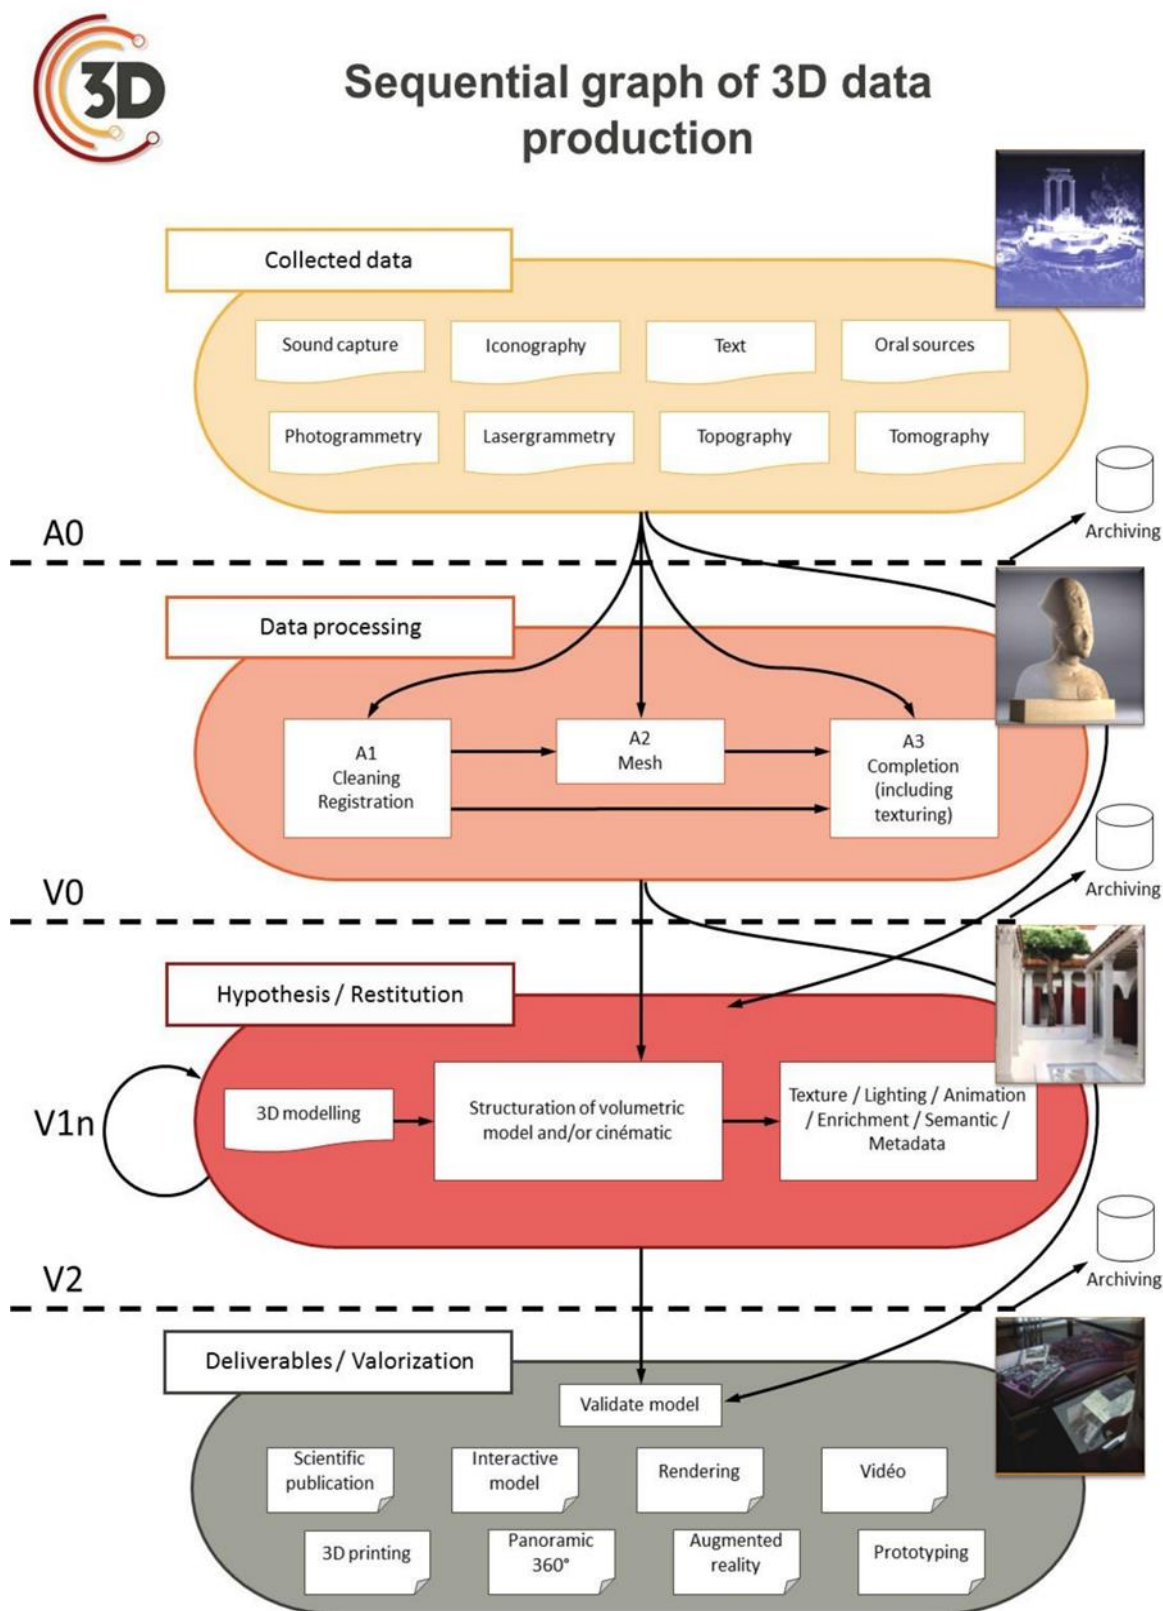 3D
Sequential graph of 3D data
production
Collected data
Sound capture
Iconography
Text
Oral sources
Photogrammetry
Lasergrammetry
Topography
Tomography
Archiving
A0
Data processing
A1
Cleaning
Registration
A2
Mesh
A3
Completion
(including
texturing)
Archiving
V0
Hypothesis / Restitution
V1n
3D modelling
Structuration of volumetric
model and/or cinématic
Texture / Lighting / Animation
/ Enrichment / Semantic /
Metadata
Archiving
V2
Deliverables / Valorization
Validate model
Scientific
publication
Interactive
model
Rendering
Vidéo
3D printing
Panoramic
360°
Augmented
reality
Prototyping